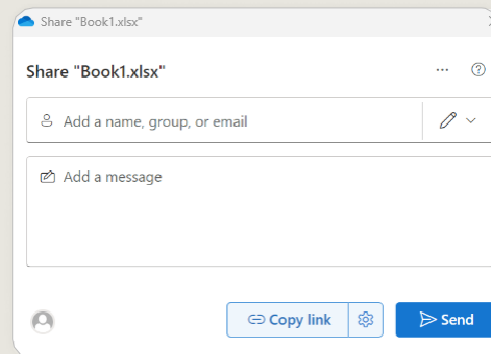 Share "Book1.xlsx"
Share "Book1.xlsx"
Add a name, group, or email
Add a message
Copy link
Send